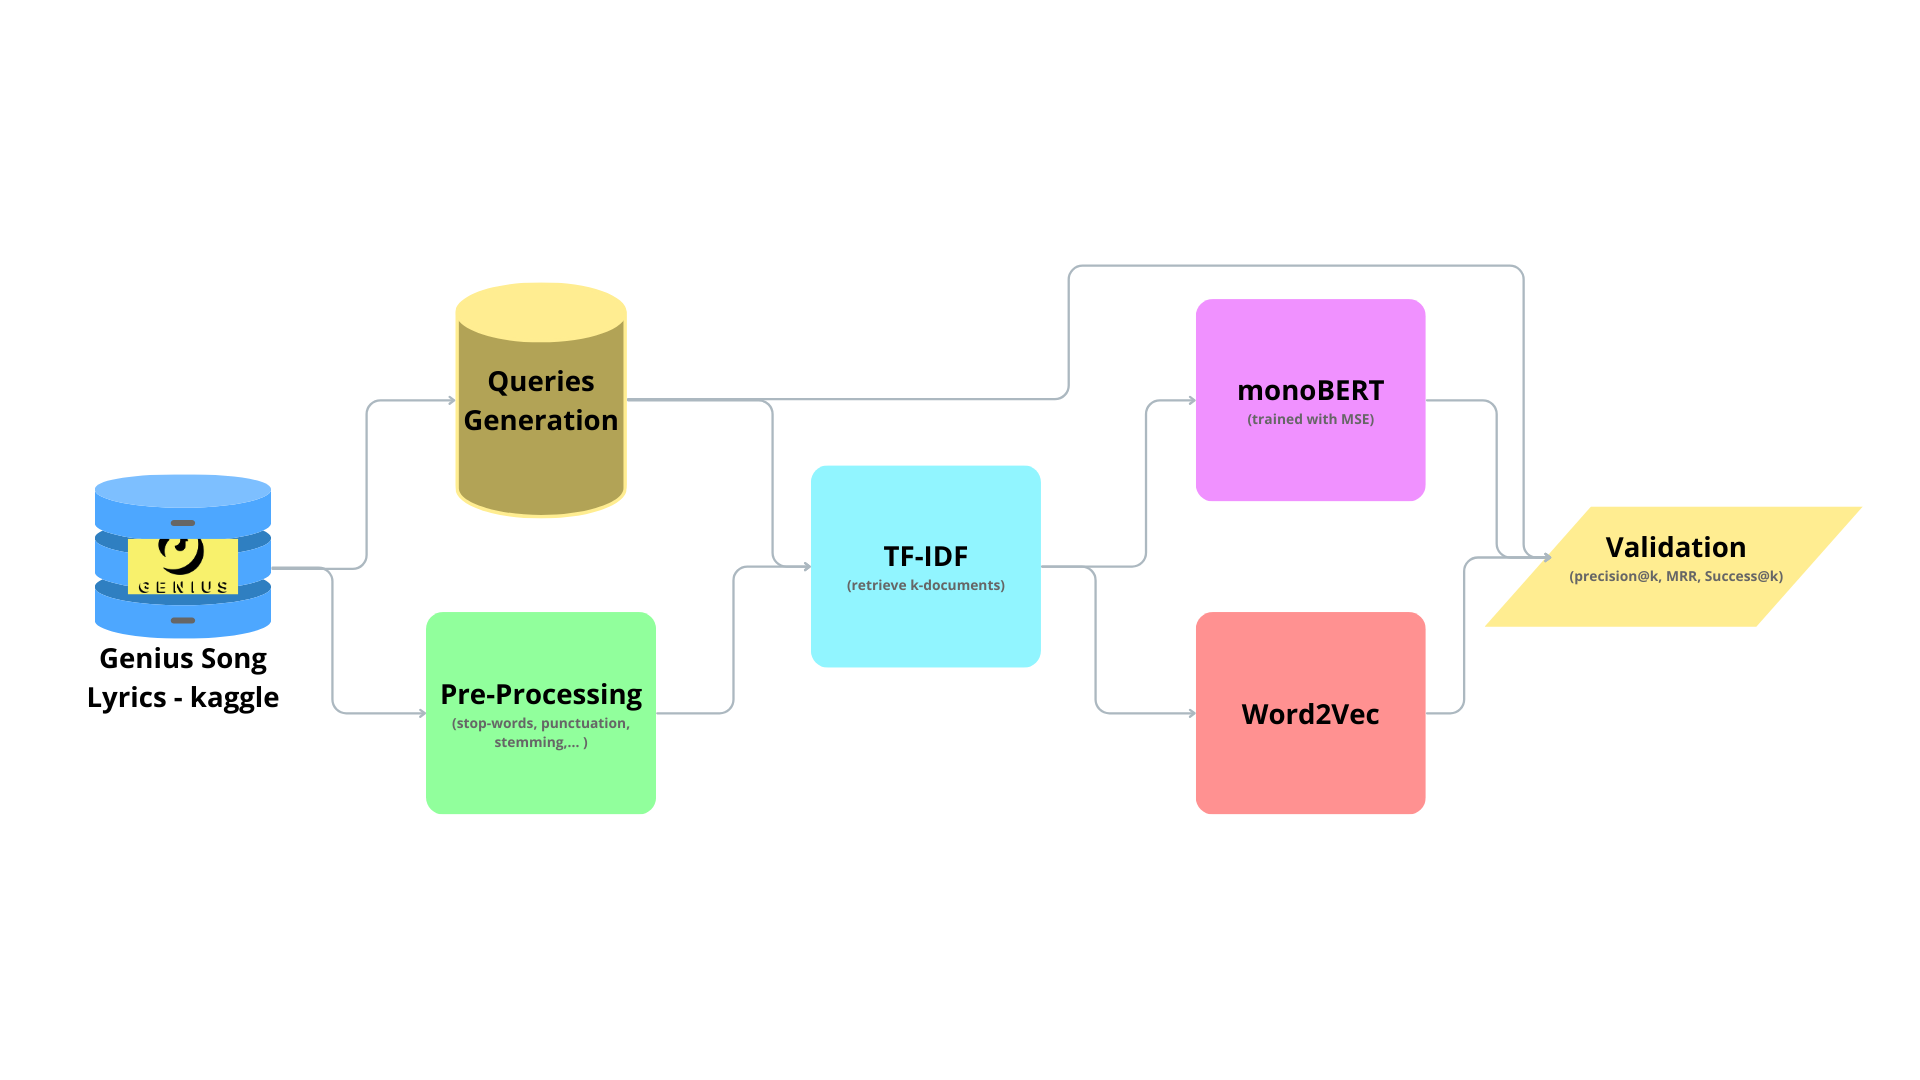 GENIUS
Genius Song
Lyrics - kaggle
Queries
Generation
Pre-Processing
(stop-words, punctuation,
stemming,... )
TF-IDF
(retrieve k-documents)
monoBERT
(trained with MSE)
Word2Vec
Validation
(precision@k, MRR, Success@k)